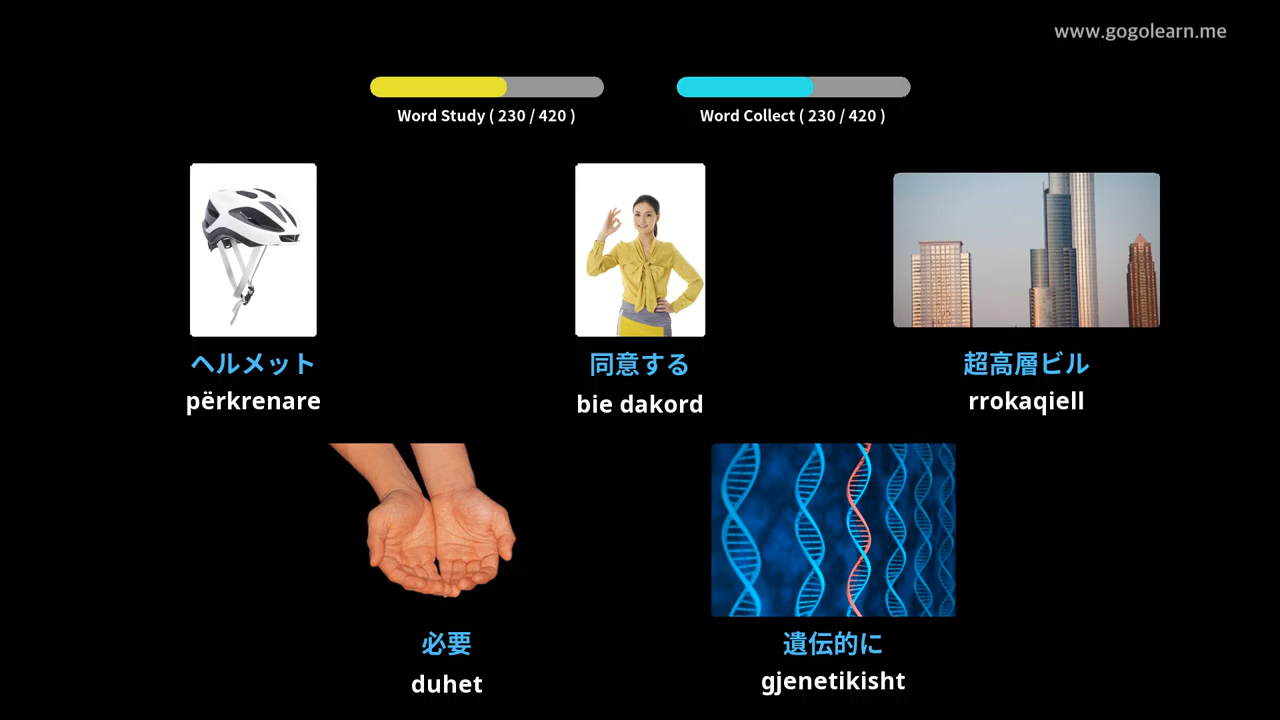 www.gogolearn.me
Word Study ( 230 / 420 )
Word Collect ( 230 / 420 )
ヘルメット
përkrenare
同意する
bie dakord
超高層ビル
rrokaqiell
必要
duhet
遺伝的に
gjenetikisht